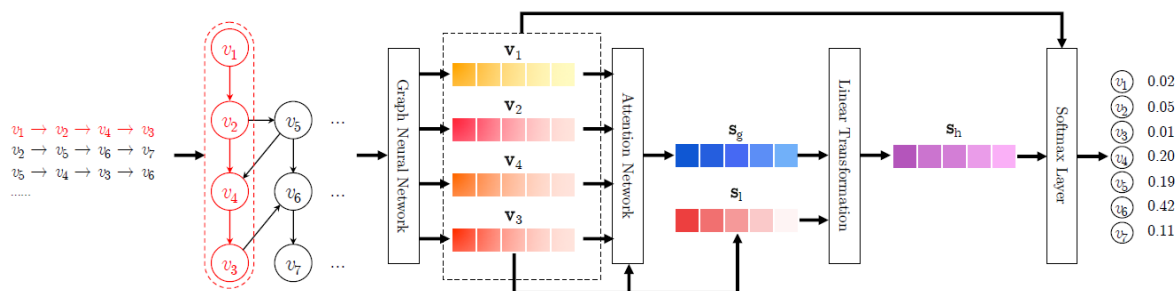 v1 → v2 → v4 → v3
v2 → v5 → v6 → v7
v5 → v4 → v3 → v6
......
v1
v2
v5
...
v4
v6
...
v3
v7
...
Graph Neural Network
v1
v2
v4
v3
Attention Network
sg
sl
Linear Transformation
sh
Softmax Layer
v1 0.02
v2 0.05
v3 0.01
v4 0.20
v5 0.19
v6 0.42
v7 0.11